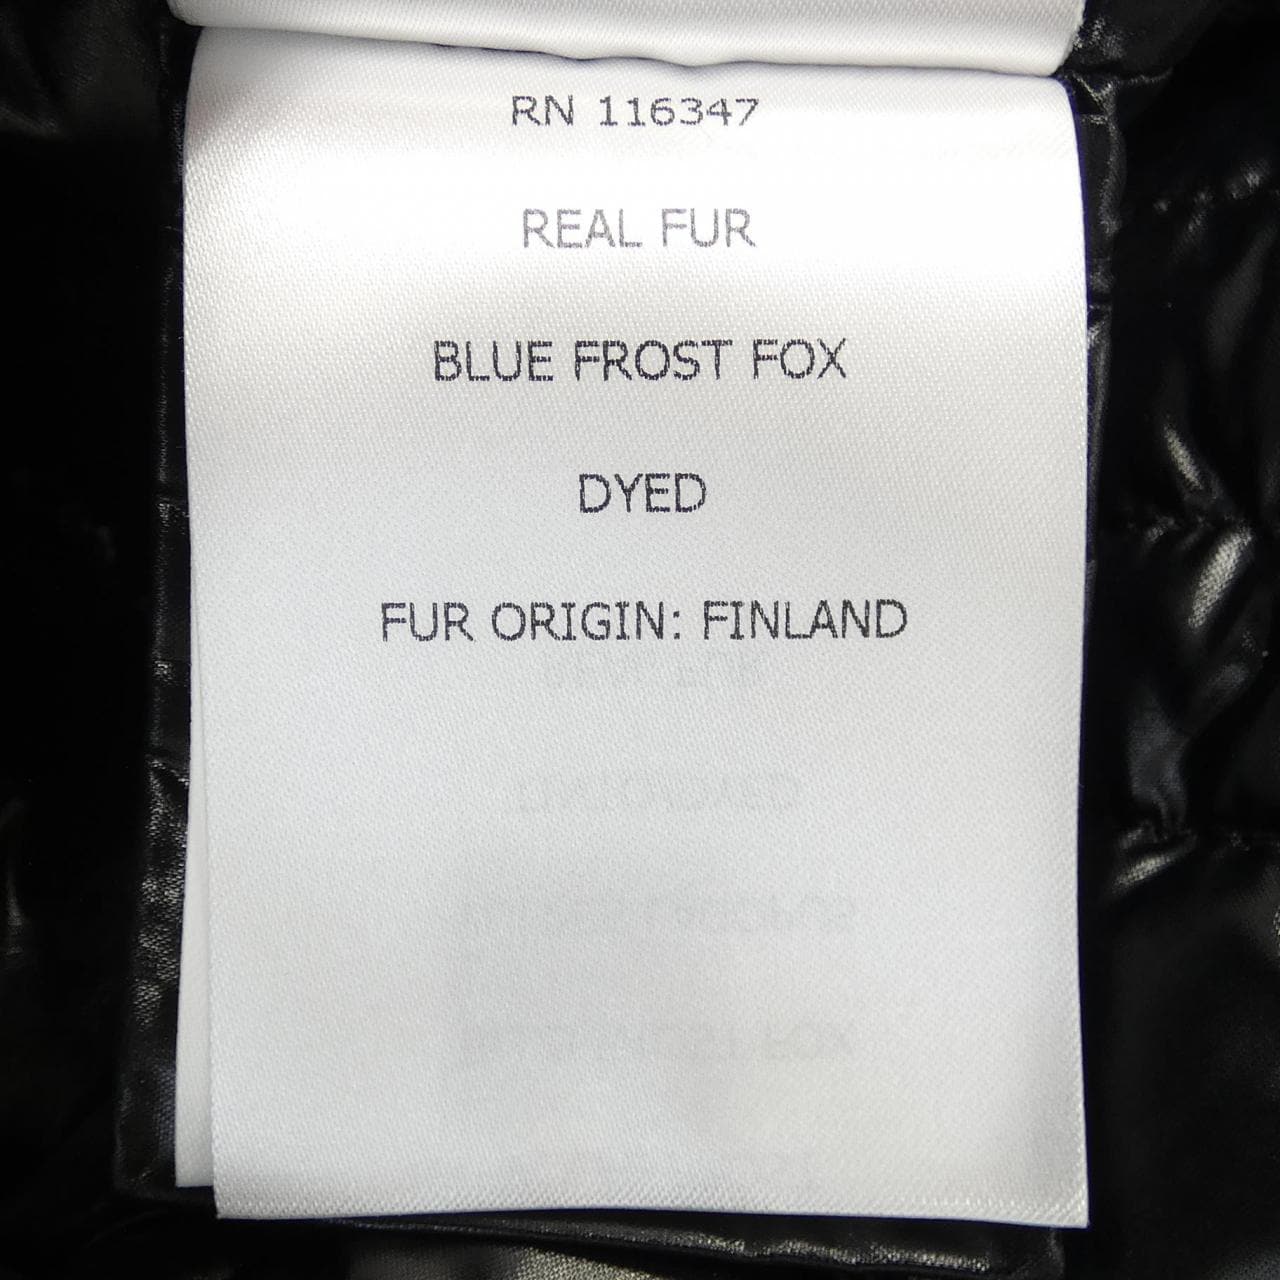 RN 116347
REAL FUR
BLUE FROST FOX
DYED
FUR ORIGIN: FINLAND